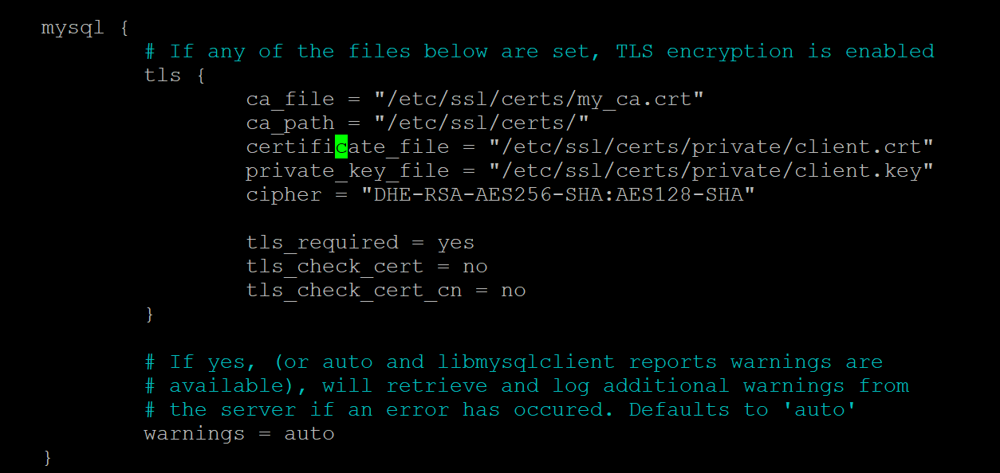 mysql {
# If any of the files below are set, TLS encryption is enabled
tls {
ca_file = "/etc/ssl/certs/my_ca.crt"
ca_path = "/etc/ssl/certs/"
certificate_file = "/etc/ssl/certs/private/client.crt"
private_key_file = "/etc/ssl/certs/private/client.key"
cipher = "DHE-RSA-AES256-SHA:AES128-SHA"
tls_required = yes
tls_check_cert = no
tls_check_cert_cn = no
}
# If yes, (or auto and libmysqlclient reports warnings are
# available), will retrieve and log additional warnings from
# the server if an error has occured. Defaults to 'auto'
warnings = auto
}